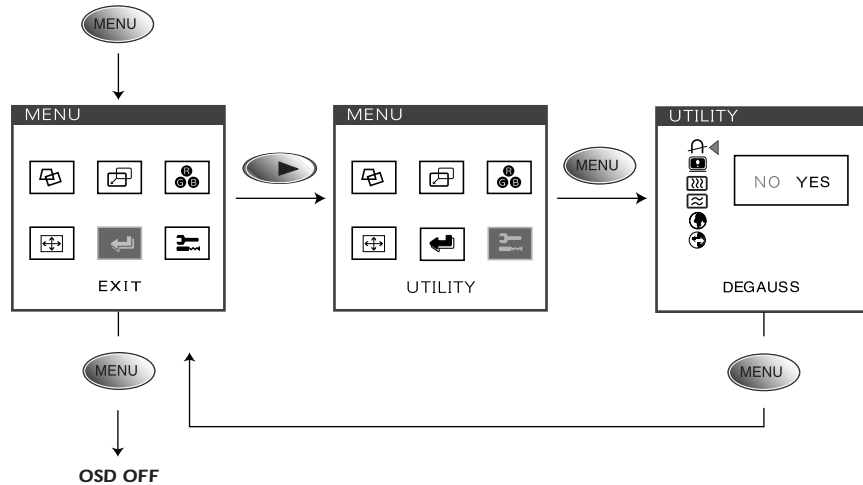 MENU
MENU
R
G B
EXIT
MENU
R
G B
UTILITY
MENU
UTILITY
NO YES
DEGAUSS
MENU
MENU
OSD OFF